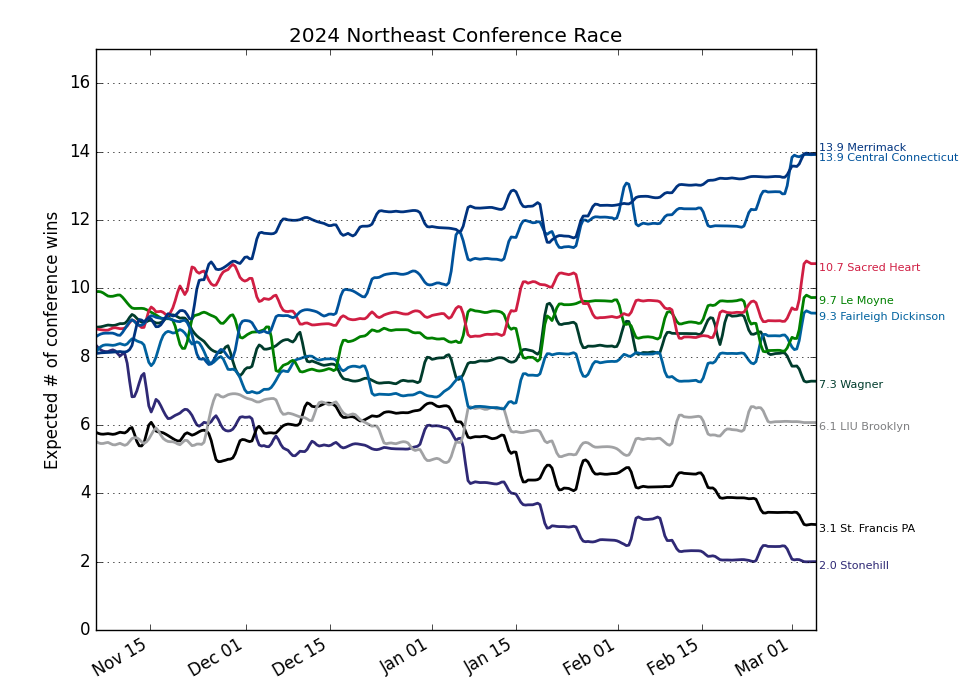 2024 Northeast Conference Race
Expected # of conference wins
16
14
12
10
8
6
4
2
0
13.9 Merrimack
13.9 Central Connecticut
10.7 Sacred Heart
9.7 Le Moyne
9.3 Fairleigh Dickinson
7.3 Wagner
6.1 LIU Brooklyn
3.1 St. Francis PA
2.0 Stonehill
Nov 15
Dec 01
Dec 15
Jan 01
Jan 15
Feb 01
Feb 15
Mar 01